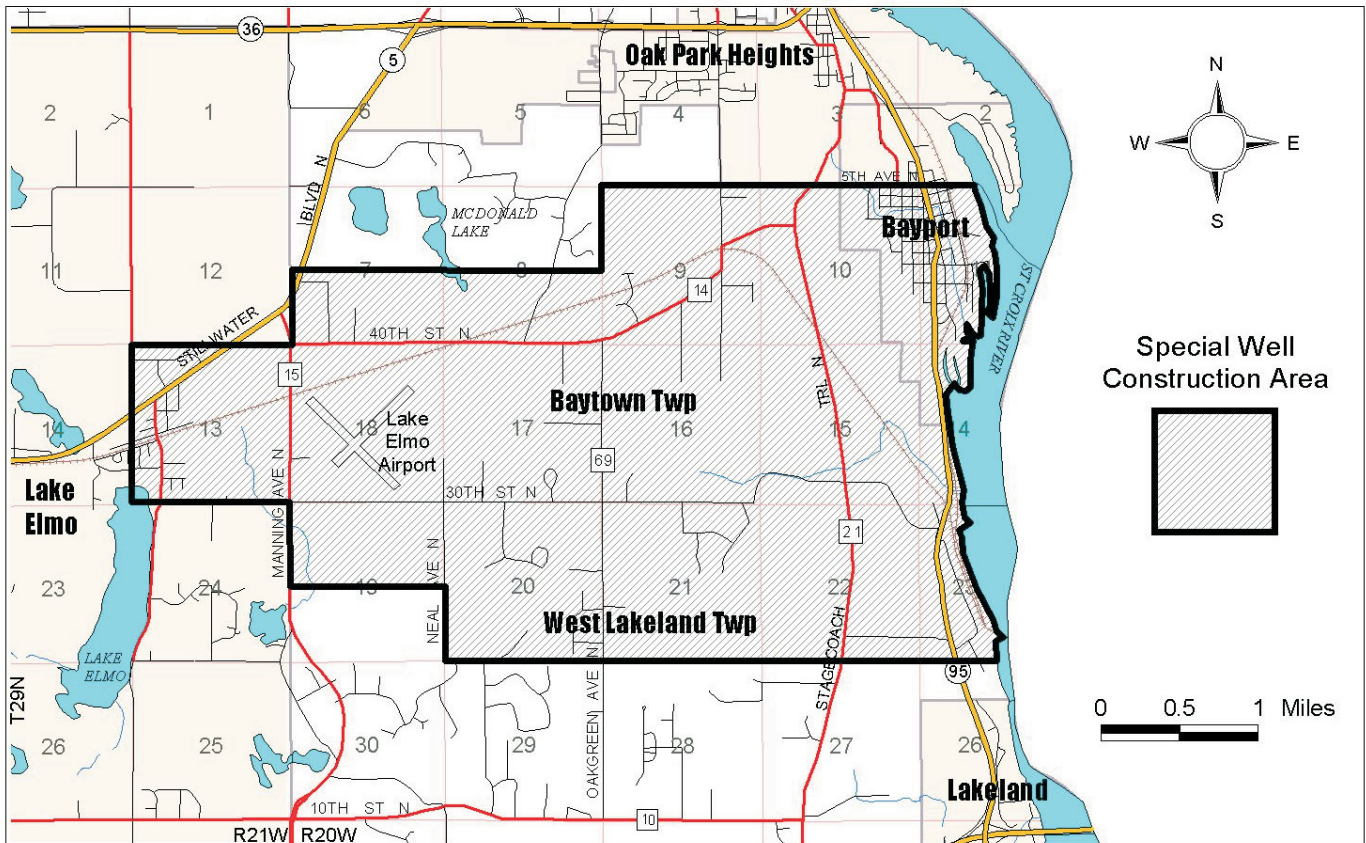 36
Oak Park Heights
5
N
W
E
S
2
1
6
5
4
3
2
5TH AVE N
BLVD N
MCDONALD
LAKE
Bayport
11
12
7
8
9
10
14
ST CROIX RIVER
STILLWATER
40TH ST N
15
Special Well
Construction Area
TRL N
Baytown Twp
14
13
18
Lake
Elmo
Airport
17
16
15
14
69
Lake
Elmo
MANNING AVE N
30TH ST N
21
23
24
19
NEAL AVE N
20
21
22
23
West Lakeland Twp
STAGECOACH
LAKE
ELMO
OAKGREEN AVE N
95
T29N
0 0.5 1 Miles
26
25
30
29
28
27
26
Lakeland
10TH ST N
10
R21W
R20W